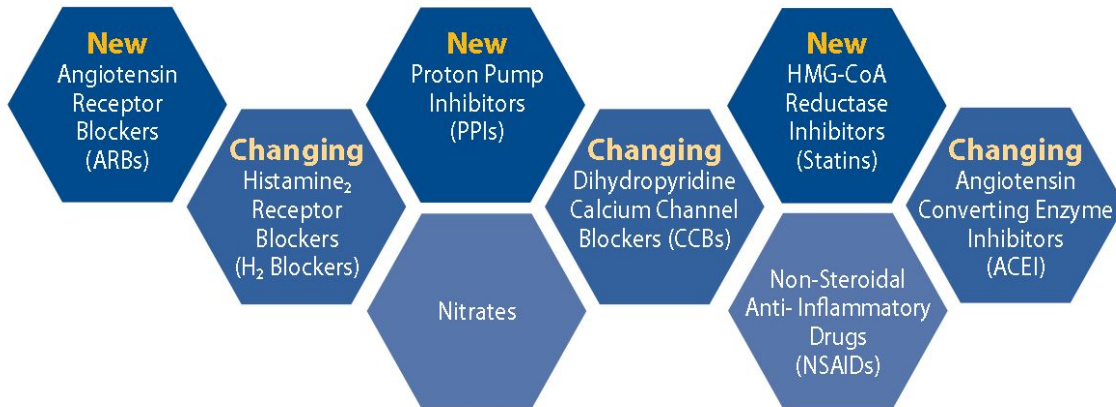 New
Angiotensin
Receptor
Blockers
(ARBs)
Changing
Histamine₂
Receptor
Blockers
(H₂ Blockers)
New
Proton Pump
Inhibitors
(PPIs)
Nitrates
Changing
Dihydropyridine
Calcium Channel
Blockers (CCBs)
New
HMG-CoA
Reductase
Inhibitors
(Statins)
Non-Steroidal
Anti- Inflammatory
Drugs
(NSAIDs)
Changing
Angiotensin
Converting Enzyme
Inhibitors
(ACEI)